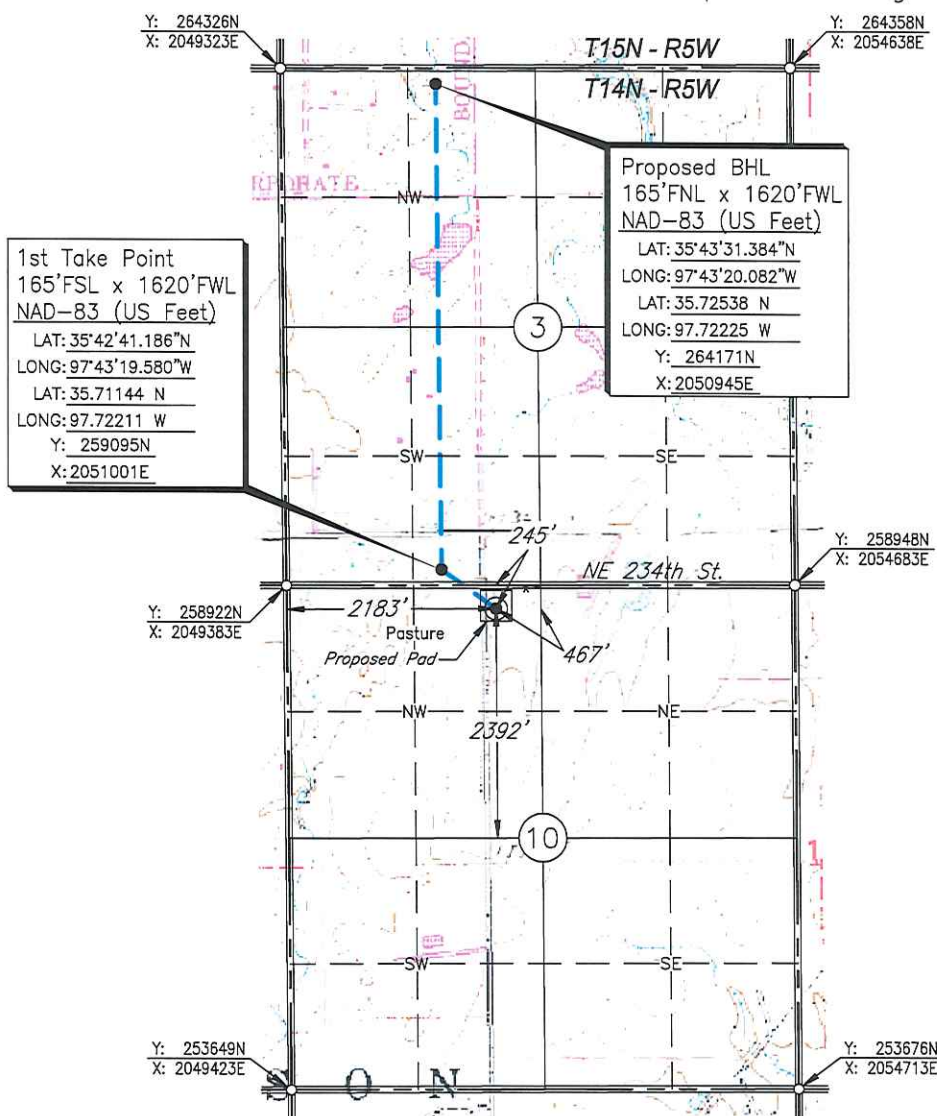 Y: 264326N
X: 2049323E
Y: 264358N
X: 2054638E
T15N - R5W
T14N - R5W
BOUND
Proposed BHL
165'FNL x 1620'FWL
NAD-83 (US Feet)
LAT: 35°43'31.384"N
LONG: 97°43'20.082"W
LAT: 35.72538 N
LONG: 97.72225 W
Y: 264171N
X: 2050945E
NW
1st Take Point
165'FSL x 1620'FWL
NAD-83 (US Feet)
LAT: 35°42'41.186"N
LONG: 97°43'19.580"W
LAT: 35.71144 N
LONG: 97.72211 W
Y: 259095N
X: 2051001E
3
SW
SE
245'
NE 234th St.
Y: 258948N
X: 2054683E
Y: 258922N
X: 2049383E
2183'
Pasture
Proposed Pad
467'
NW
NE
2392'
10
1
SW
SE
Y: 253649N
X: 2049423E
O N
Y: 253676N
X: 2054713E